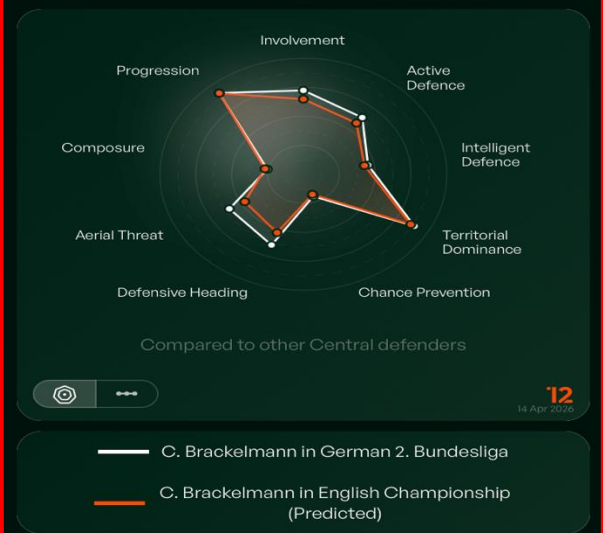 Involvement
Progression
Active
Defence
Composure
Intelligent
Defence
Aerial Threat
Territorial
Dominance
Defensive Heading
Chance Prevention
Compared to other Central defenders
'12
14 Apr 2026
C. Brackelmann in German 2. Bundesliga
C. Brackelmann in English Championship
(Predicted)